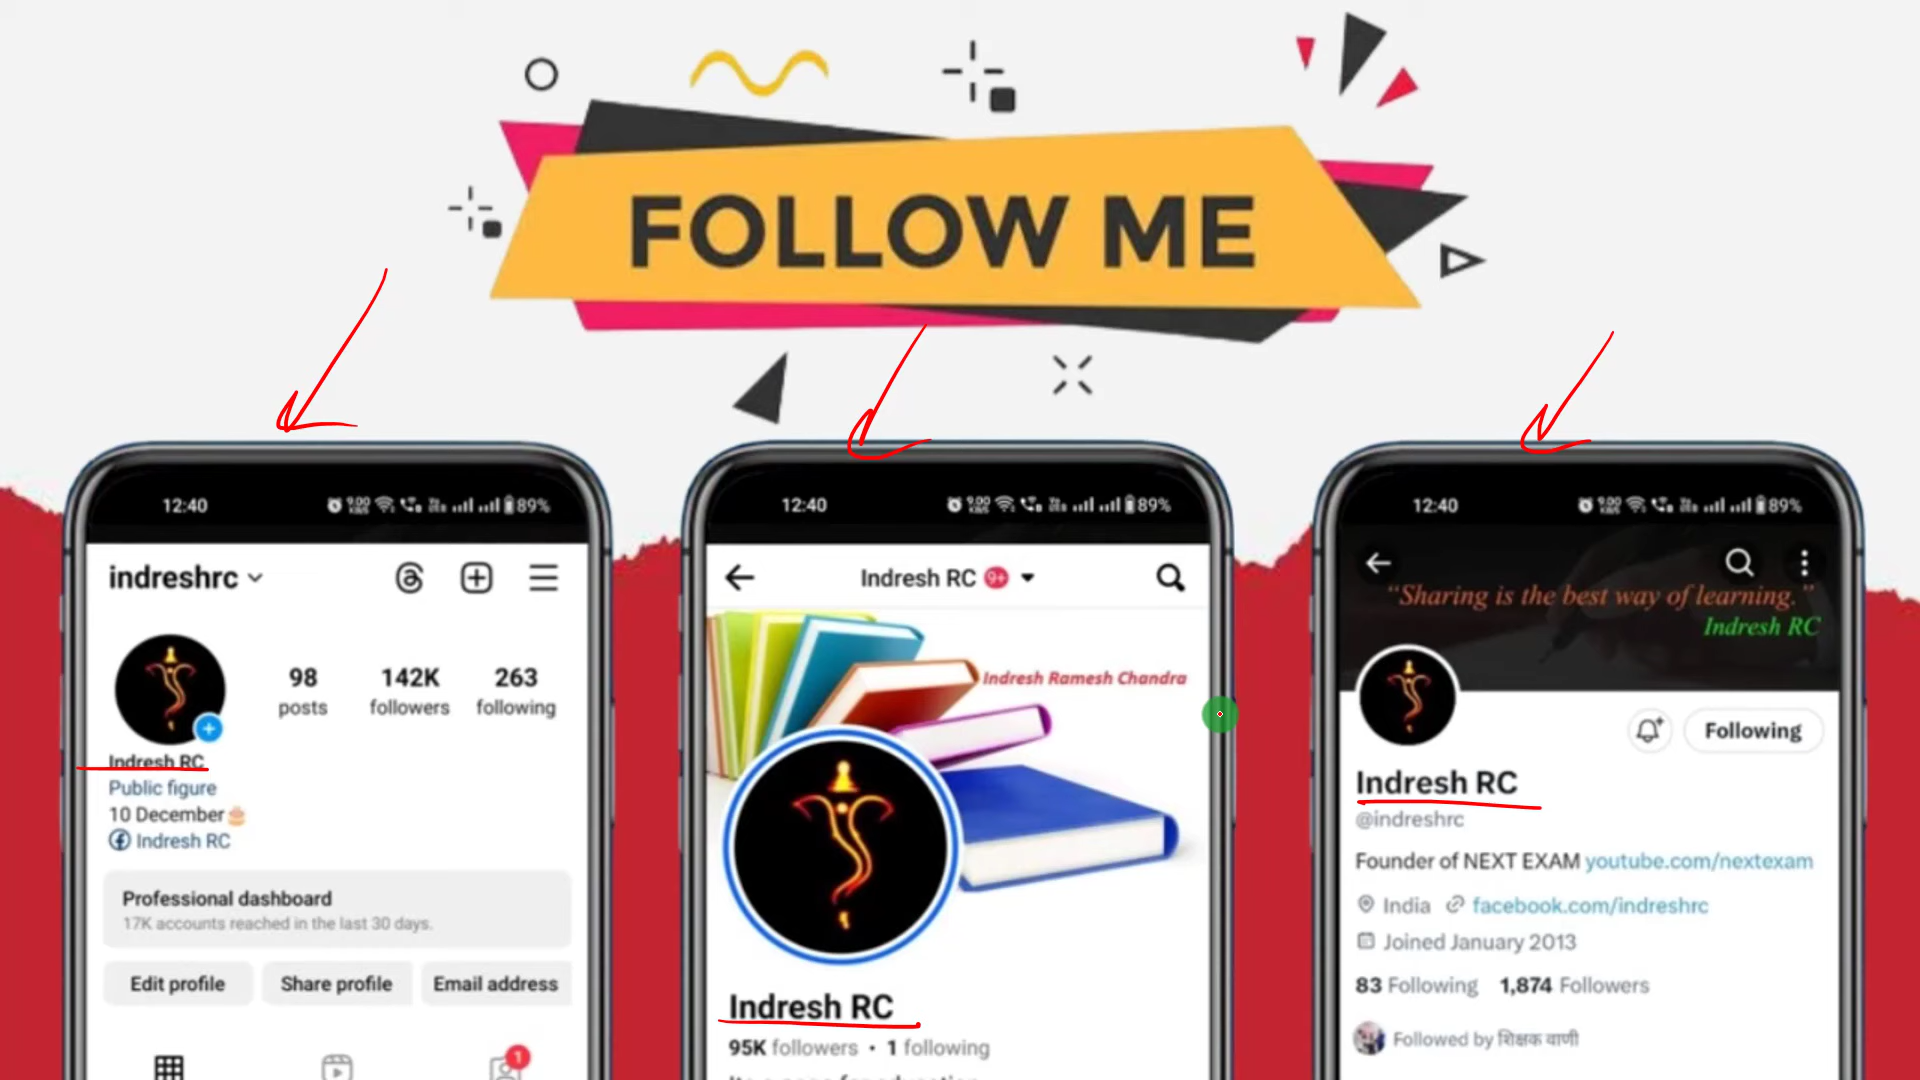 FOLLOW ME
12:40
89%
indreshrc
98
142K
263
posts
followers
following
Indresh RC
Public figure
10 December
Indresh RC
Professional dashboard
17K accounts reached in the last 30 days.
Edit profile
Share profile
Email address
1
12:40
89%
Indresh RC 9+
Indresh Ramesh Chandra
Indresh RC
95K followers • 1 following
12:40
89%
“Sharing is the best way of learning.”
Indresh RC
Following
Indresh RC
@indreshrc
Founder of NEXT EXAM youtube.com/nextexam
India facebook.com/indreshrc
Joined January 2013
83 Following 1,874 Followers
Followed by शिक्षक वाणी